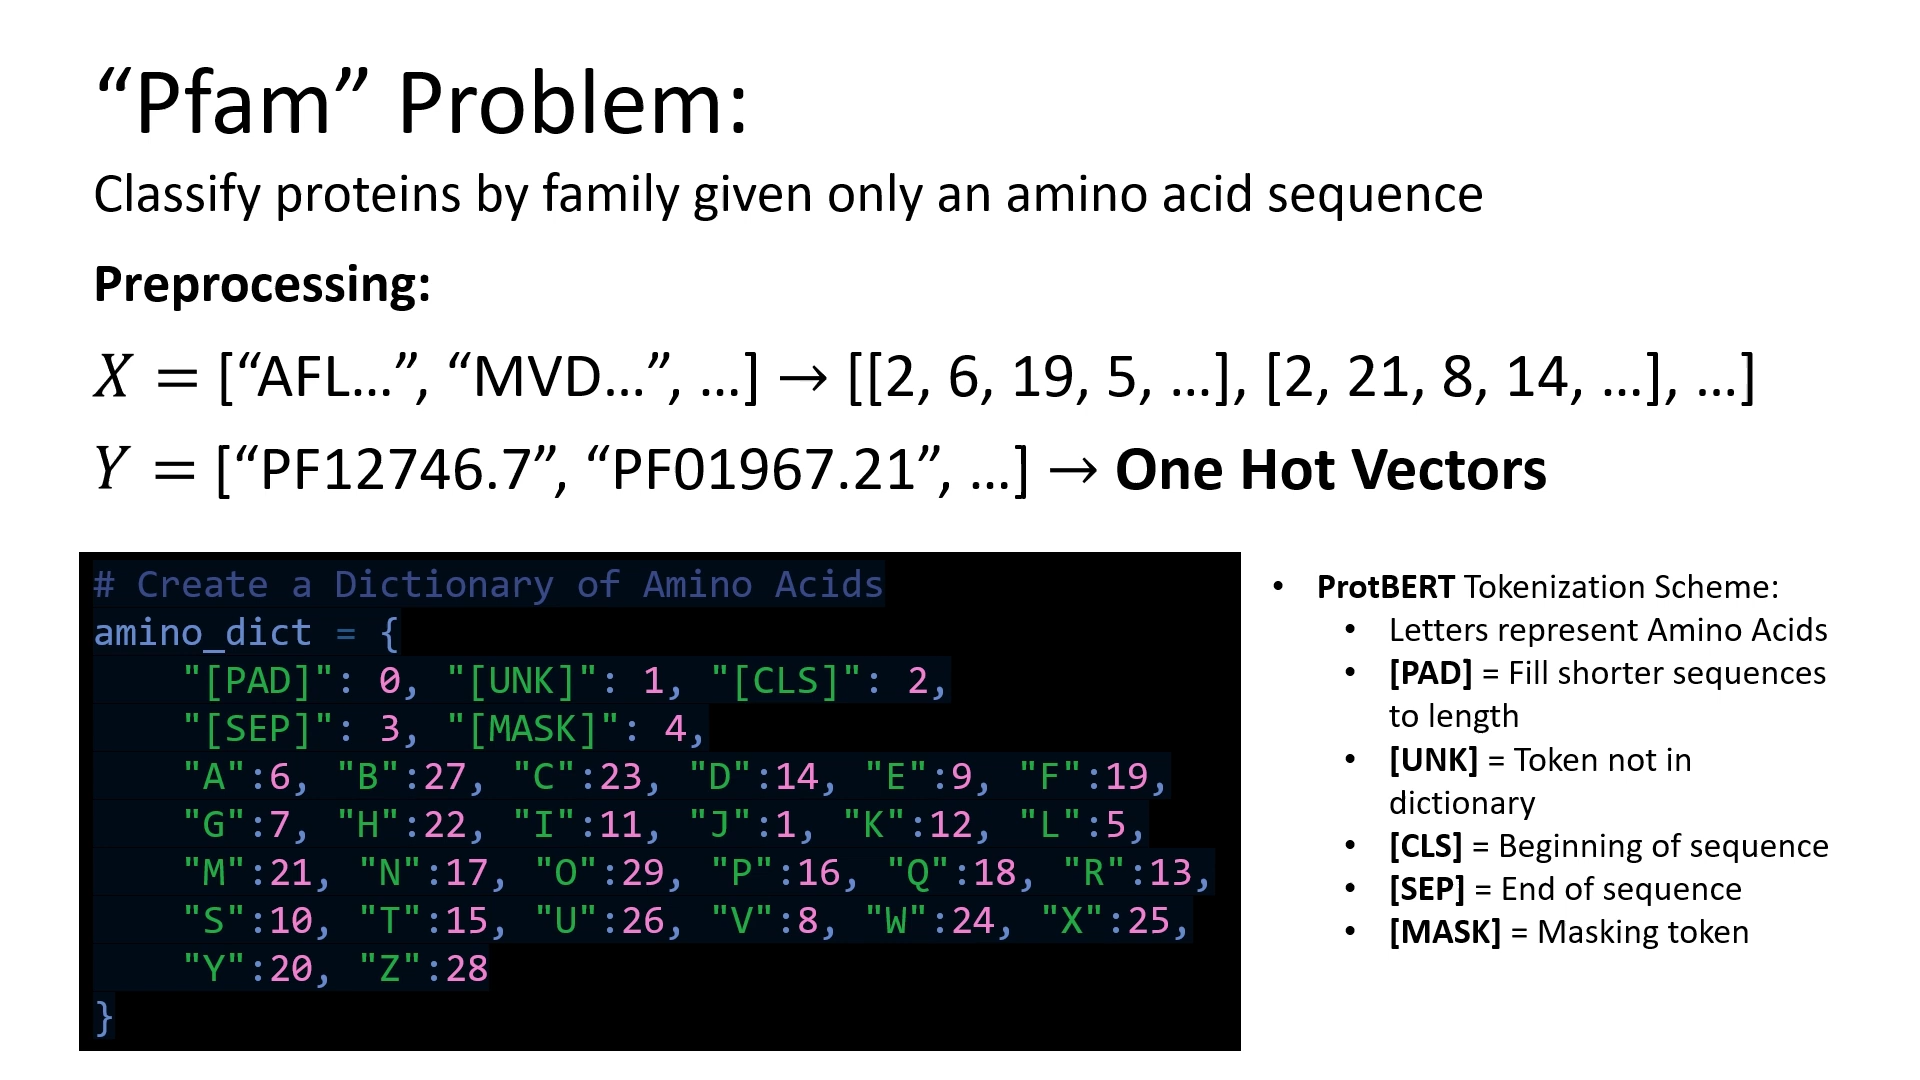 “Pfam” Problem:
Classify proteins by family given only an amino acid sequence
Preprocessing:
X = [“AFL…”, “MVD…”, …] → [[2, 6, 19, 5, …], [2, 21, 8, 14, …], …]
Y = [“PF12746.7”, “PF01967.21”, …] → One Hot Vectors
# Create a Dictionary of Amino Acids
amino_dict = {
    "[PAD]": 0, "[UNK]": 1, "[CLS]": 2,
    "[SEP]": 3, "[MASK]": 4,
    "A":6, "B":27, "C":23, "D":14, "E":9, "F":19,
    "G":7, "H":22, "I":11, "J":1, "K":12, "L":5,
    "M":21, "N":17, "O":29, "P":16, "Q":18, "R":13,
    "S":10, "T":15, "U":26, "V":8, "W":24, "X":25,
    "Y":20, "Z":28
}
• ProtBERT Tokenization Scheme:
• Letters represent Amino Acids
• [PAD] = Fill shorter sequences
to length
• [UNK] = Token not in
dictionary
• [CLS] = Beginning of sequence
• [SEP] = End of sequence
• [MASK] = Masking token